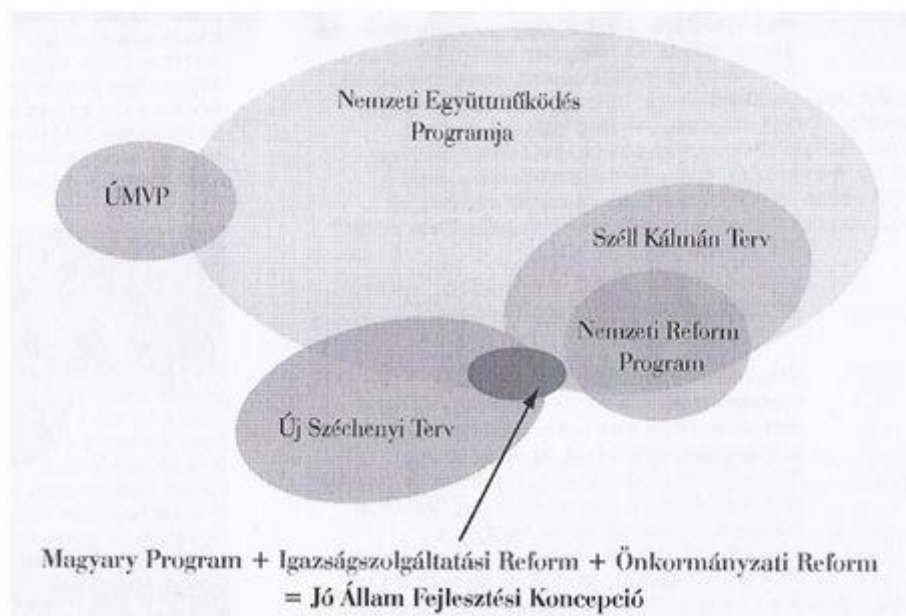 Nemzeti Együttműködés
Programja
ÚMVP
Széll Kálmán Terv
Nemzeti Reform
Program
Új Széchenyi Terv
Magyary Program + Igazságszolgáltatási Reform + Önkormányzati Reform
= Jó Állam Fejlesztési Koncepció